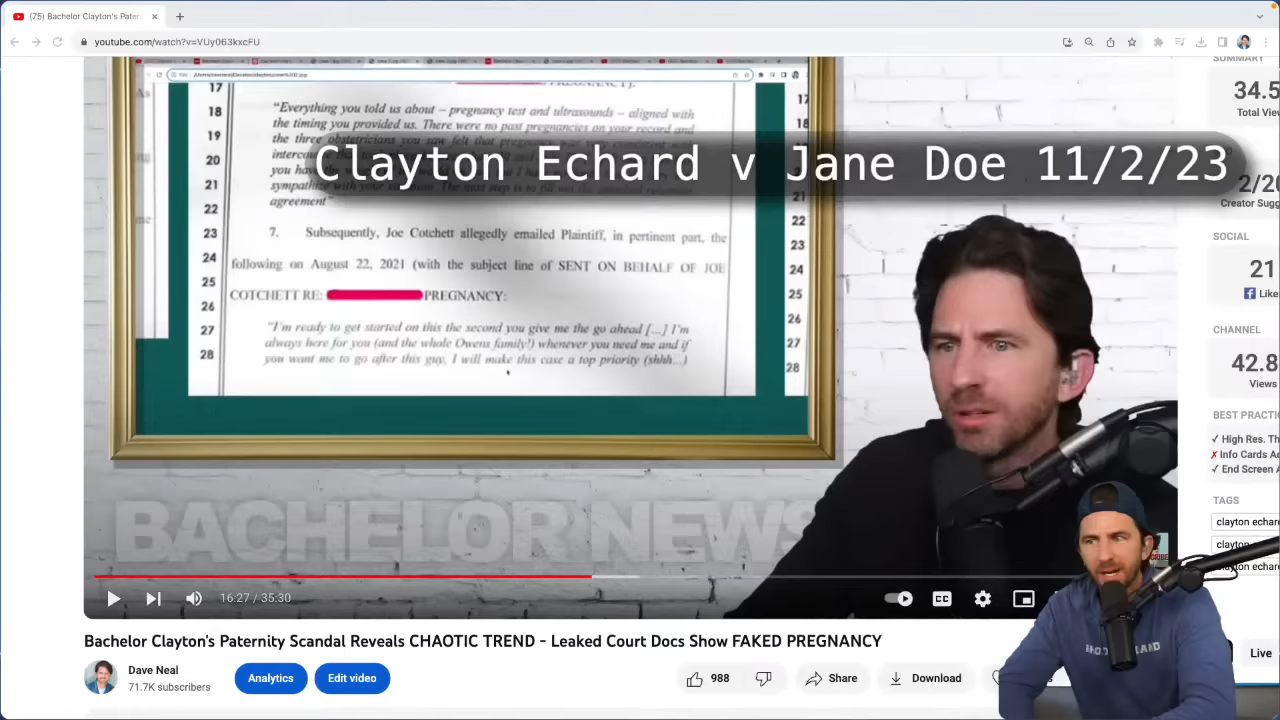 (75) Bachelor Clayton's Patern
youtube.com/watch?v=VUy063kxcFU
17
18
19
20
21
22
23
24
25
26
27
28
"Everything you told us about – pregnancy test and ultrasounds – aligned with
the timing you provided us. There were no past pregnancies on your record and
the three obstetricians you saw felt that pregnancy was
agreement"
7. Subsequently, Joe Cotchett allegedly emailed Plaintiff, in pertinent part, the
following on August 22, 2021 (with the subject line of SENT ON BEHALF OF JOE
COTCHETT RE: PREGNANCY:
"I'm ready to get started on this the second you give me the go ahead [...] I'm
always here for you (and the whole Owens family!) whenever you need me and if
you want me to go after this guy, I will make this case a top priority (shhh...)
17
18
21
22
23
24
25
26
27
28
Clayton Echard v Jane Doe 11/2/23
BACHELOR NEWS
16:27 / 35:30
CC
Bachelor Clayton's Paternity Scandal Reveals CHAOTIC TREND - Leaked Court Docs Show FAKED PREGNANCY
Dave Neal
71.7K subscribers
Analytics
Edit video
988
Share
Download
SUMMARY
34.5
Total Vie
2/20
Creator Sugg
SOCIAL
21
Like
CHANNEL
42.8
Views
BEST PRACTI
✓ High Res. Th
✗ Info Cards A
✓ End Screen
TAGS
clayton echar
clayton e
clayton echard
Live